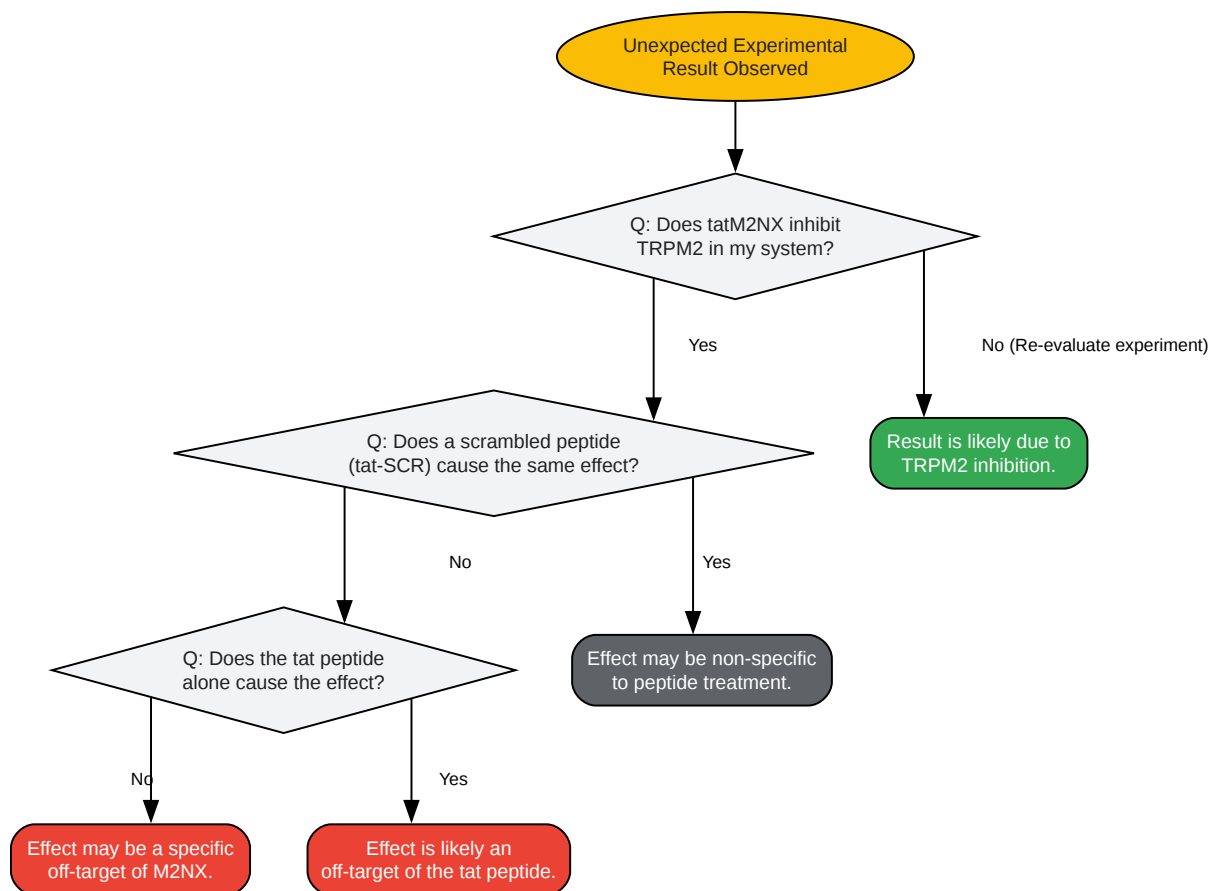 Unexpected Experimental
Result Observed
Q: Does tatM2NX inhibit
TRPM2 in my system?
Yes
No (Re-evaluate experiment)
Q: Does a scrambled peptide
(tat-SCR) cause the same effect?
Result is likely due to
TRPM2 inhibition.
No
Yes
Q: Does the tat peptide
alone cause the effect?
Effect may be non-specific
to peptide treatment.
No
Yes
Effect may be a specific
off-target of M2NX.
Effect is likely an
off-target of the tat peptide.